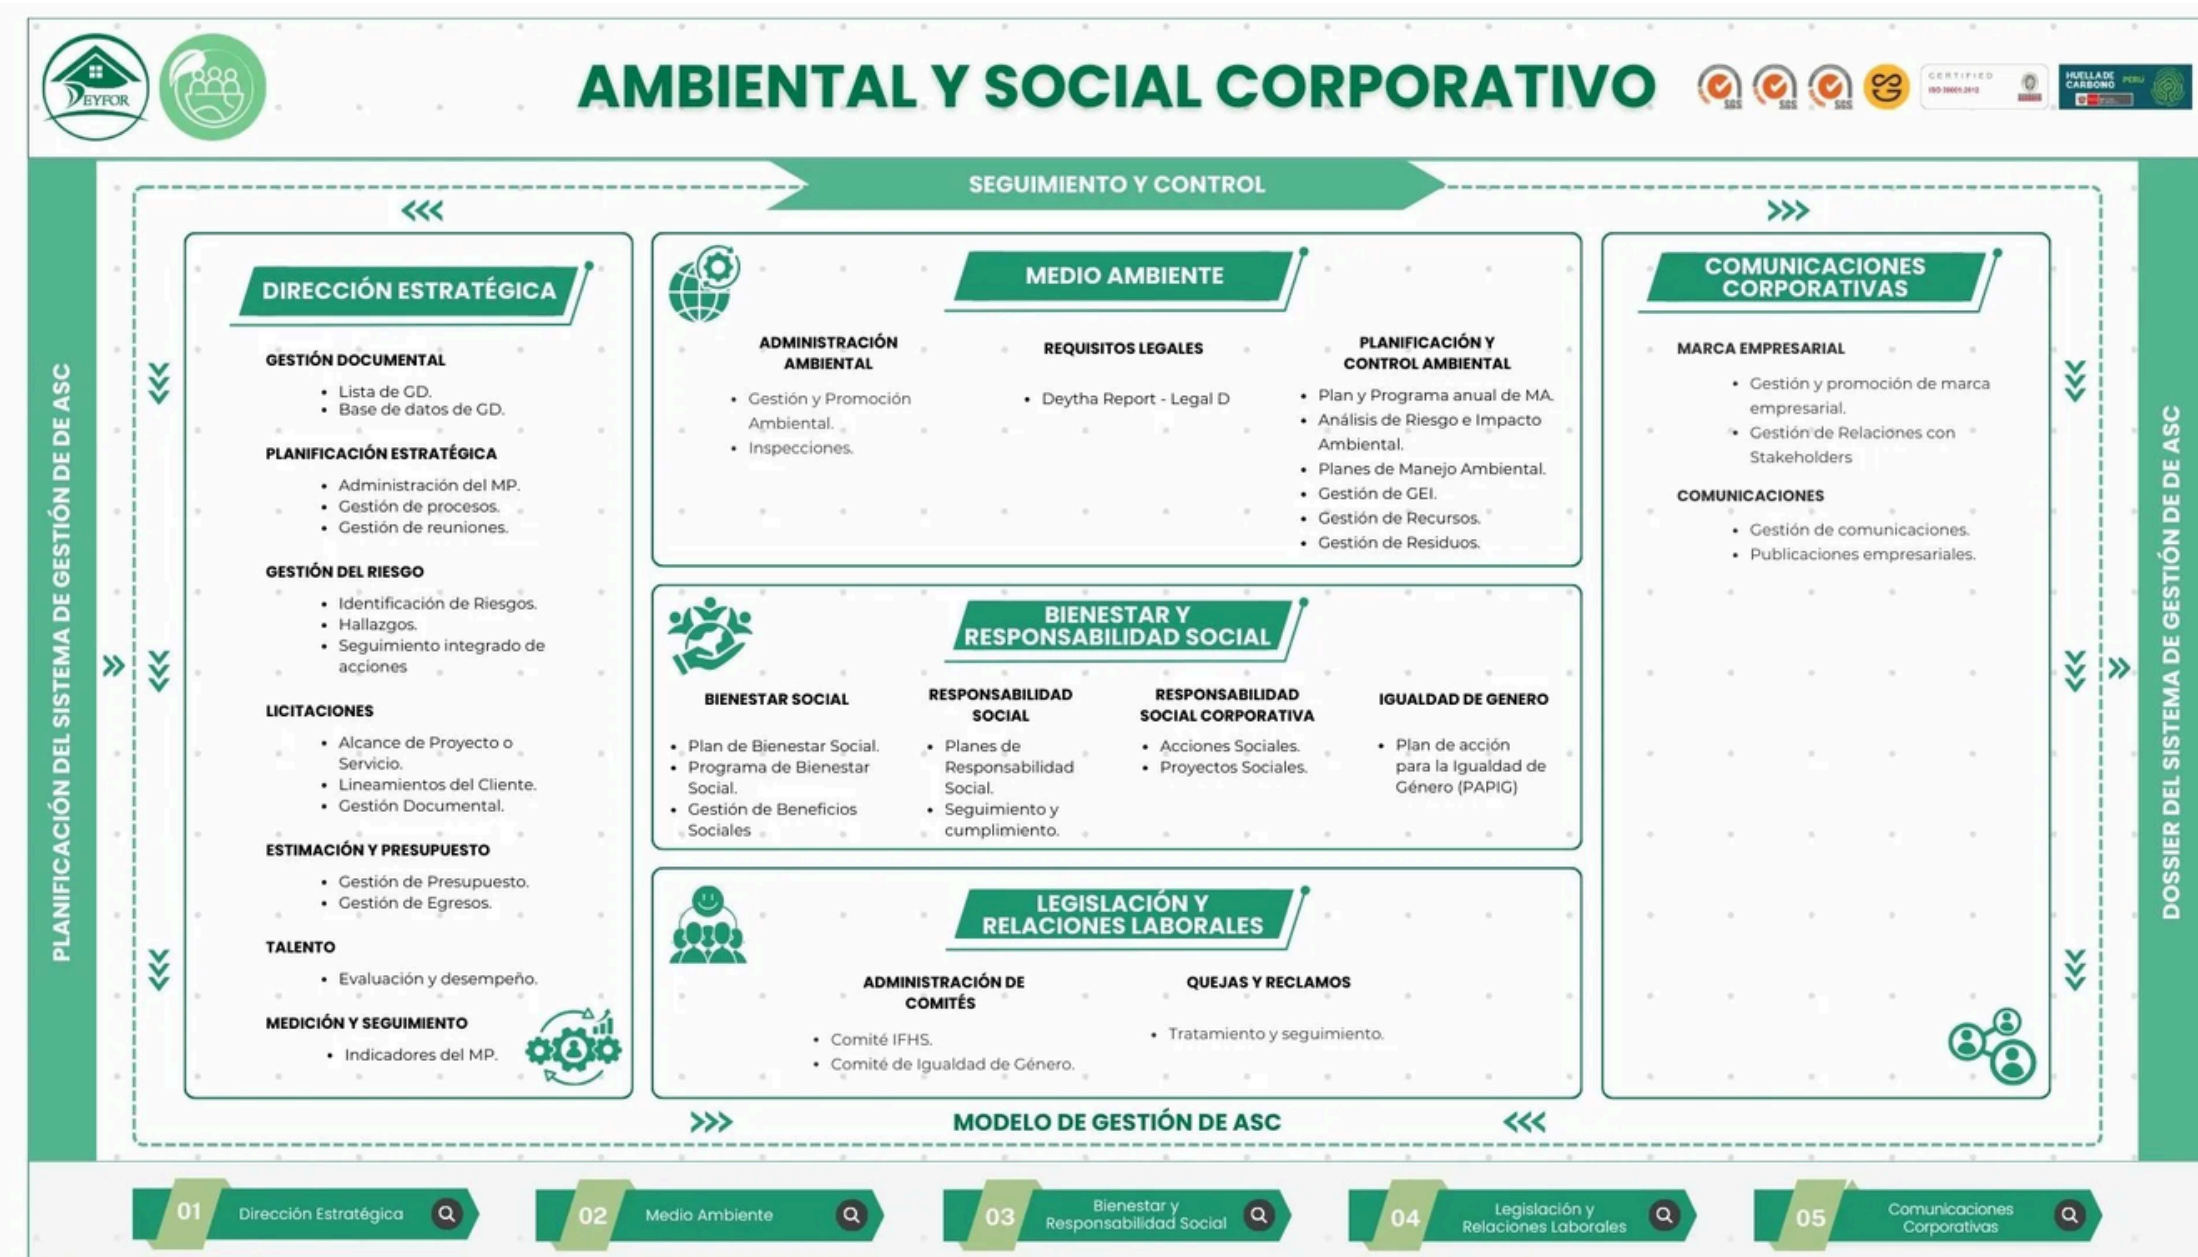 DEYFOR
AMBIENTAL Y SOCIAL CORPORATIVO
SGS
SGS
SGS
CERTIFIED
HUELLA DE
CARBONO
PERÚ
SEGUIMIENTO Y CONTROL
PLANIFICACIÓN DEL SISTEMA DE GESTIÓN DE DE ASC
DIRECCIÓN ESTRATÉGICA
GESTIÓN DOCUMENTAL
• Lista de GD.
• Base de datos de GD.
PLANIFICACIÓN ESTRATÉGICA
• Administración del MP.
• Gestión de procesos.
• Gestión de reuniones.
GESTIÓN DEL RIESGO
• Identificación de Riesgos.
• Hallazgos.
• Seguimiento integrado de
acciones
LICITACIONES
• Alcance de Proyecto o
Servicio.
• Lineamientos del Cliente.
• Gestión Documental.
ESTIMACIÓN Y PRESUPUESTO
• Gestión de Presupuesto.
• Gestión de Egresos.
TALENTO
• Evaluación y desempeño.
MEDICIÓN Y SEGUIMIENTO
• Indicadores del MP.
MEDIO AMBIENTE
ADMINISTRACIÓN
AMBIENTAL
• Gestión y Promoción
Ambiental.
• Inspecciones.
REQUISITOS LEGALES
• Deytha Report - Legal D
PLANIFICACIÓN Y
CONTROL AMBIENTAL
• Plan y Programa anual de MA.
• Análisis de Riesgo e Impacto
Ambiental.
• Planes de Manejo Ambiental.
• Gestión de GEI.
• Gestión de Recursos.
• Gestión de Residuos.
BIENESTAR Y
RESPONSABILIDAD SOCIAL
BIENESTAR SOCIAL
• Plan de Bienestar Social.
• Programa de Bienestar
Social.
• Gestión de Beneficios
Sociales
RESPONSABILIDAD
SOCIAL
• Planes de
Responsabilidad
Social.
• Seguimiento y
cumplimiento.
RESPONSABILIDAD
SOCIAL CORPORATIVA
• Acciones Sociales.
• Proyectos Sociales.
IGUALDAD DE GENERO
• Plan de acción
para la Igualdad de
Género (PAPIG)
LEGISLACIÓN Y
RELACIONES LABORALES
ADMINISTRACIÓN DE
COMITÉS
• Comité IFHS.
• Comité de Igualdad de Género.
QUEJAS Y RECLAMOS
• Tratamiento y seguimiento.
COMUNICACIONES
CORPORATIVAS
MARCA EMPRESARIAL
• Gestión y promoción de marca
empresarial.
• Gestión de Relaciones con
Stakeholders
COMUNICACIONES
• Gestión de comunicaciones.
• Publicaciones empresariales.
DOSSIER DEL SISTEMA DE GESTIÓN DE DE ASC
MODELO DE GESTIÓN DE ASC
01 Dirección Estratégica
02 Medio Ambiente
03 Bienestar y
Responsabilidad Social
04 Legislación y
Relaciones Laborales
05 Comunicaciones
Corporativas